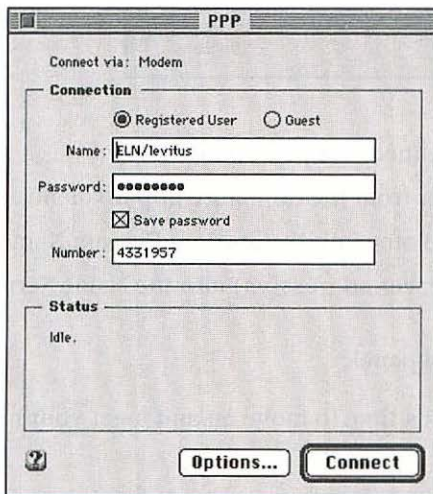 PPP
Connect via: Modem
Connection
Registered User Guest
Name: ELN/levitus
Password: ●●●●●●●●
Save password
Number: 4331957
Status
Idle.
?
Options... Connect